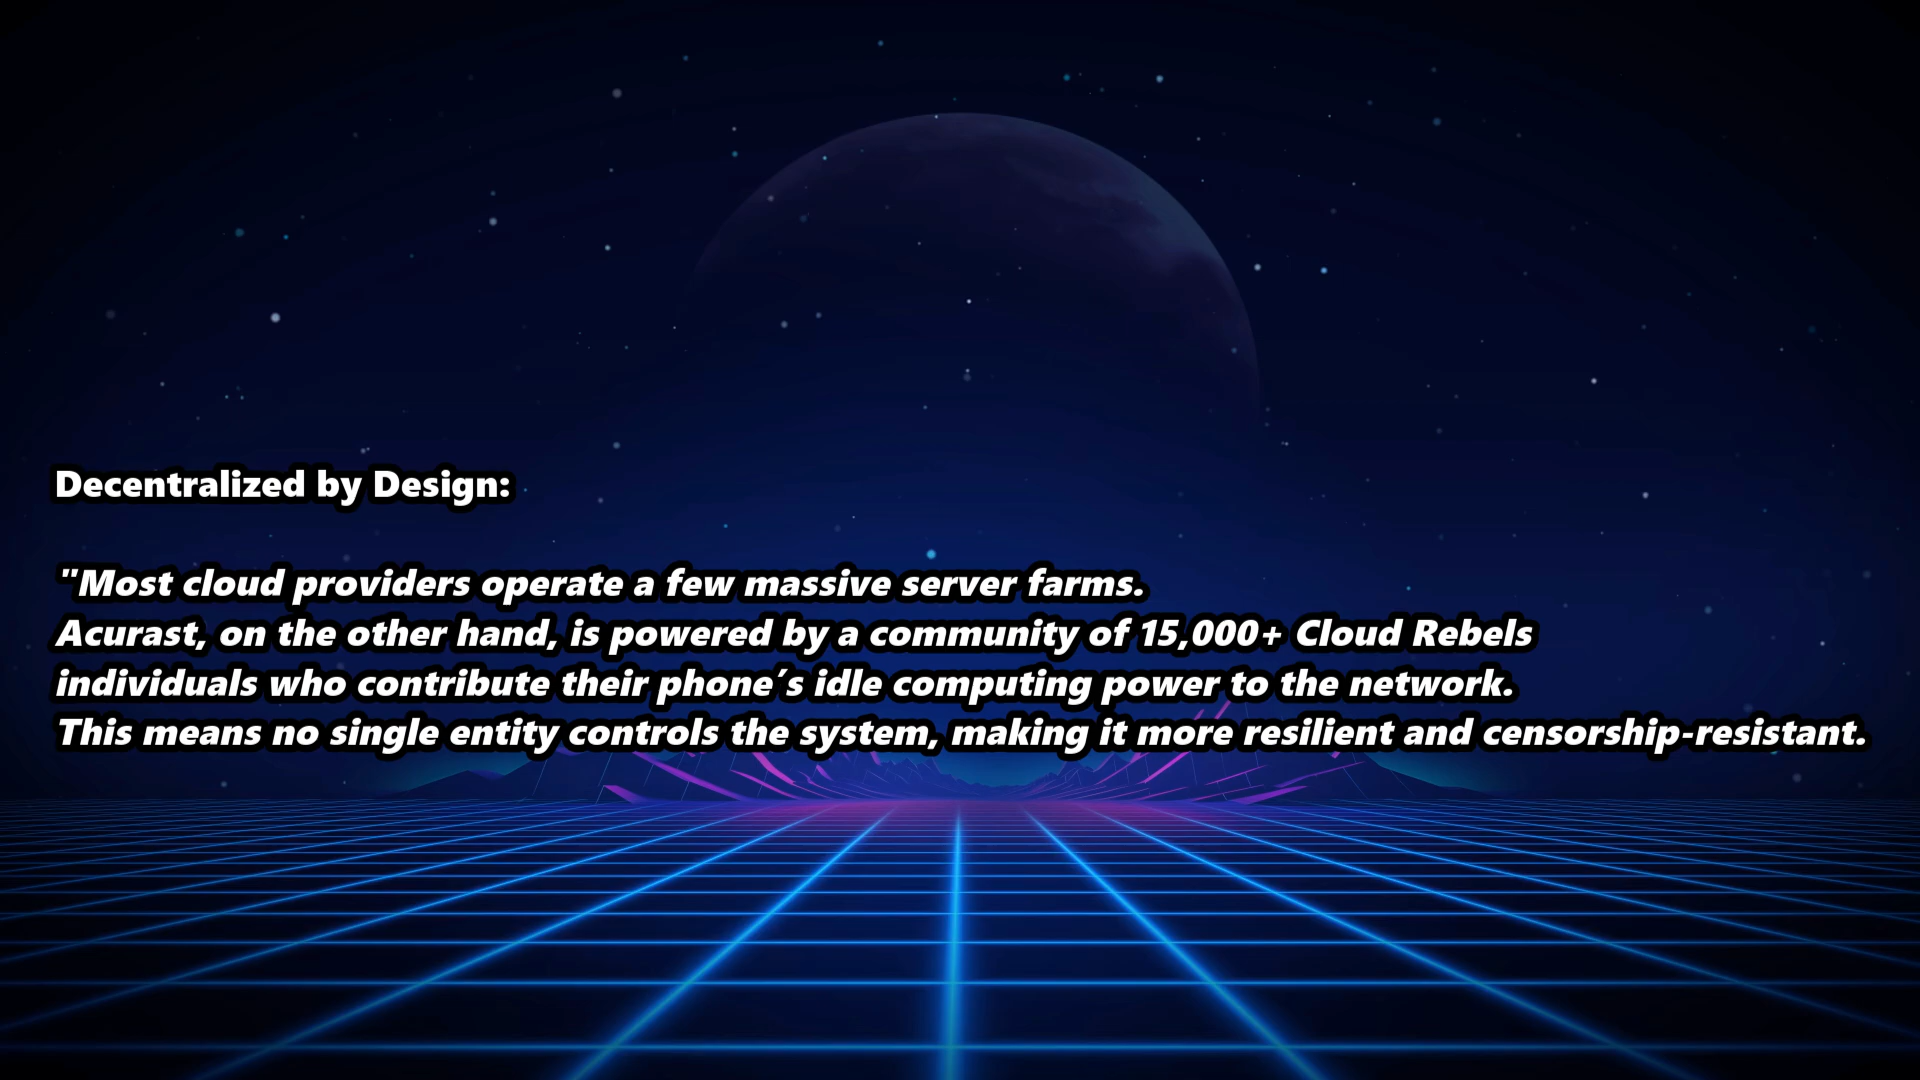 Decentralized by Design:
"Most cloud providers operate a few massive server farms.
Acurast, on the other hand, is powered by a community of 15,000+ Cloud Rebels
individuals who contribute their phone’s idle computing power to the network.
This means no single entity controls the system, making it more resilient and censorship-resistant.